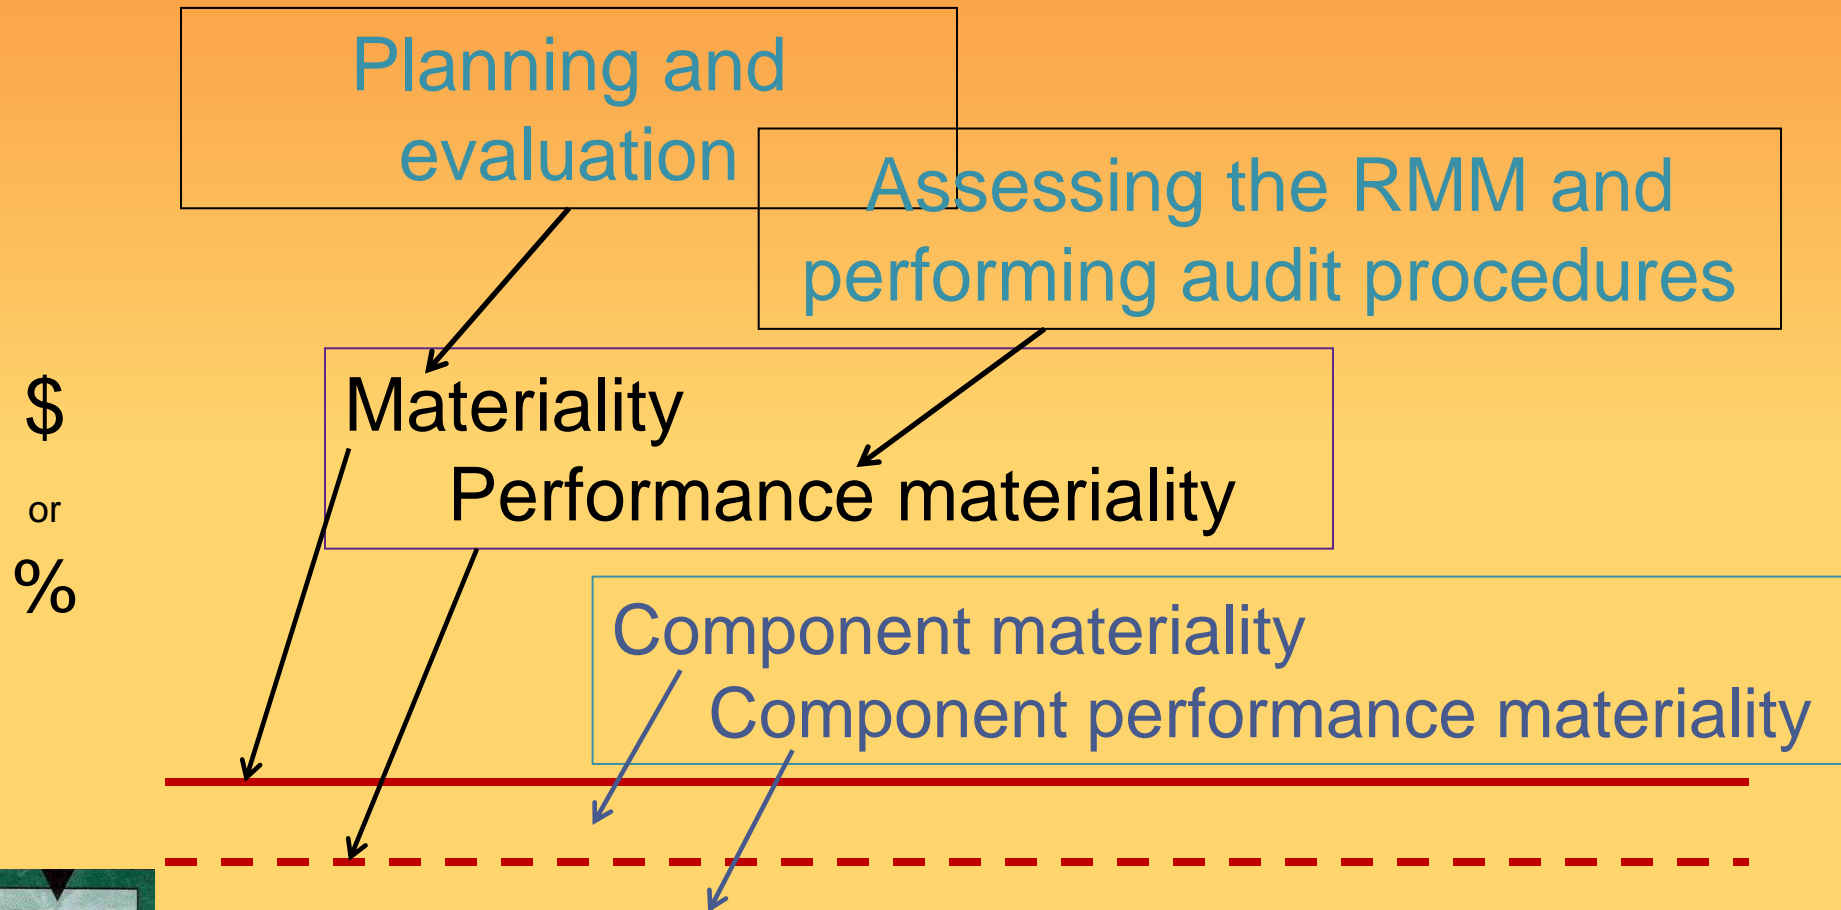 Planning and
evaluation
Assessing the RMM and
performing audit procedures
$
or
%
Materiality
Performance materiality
Component materiality
Component performance materiality